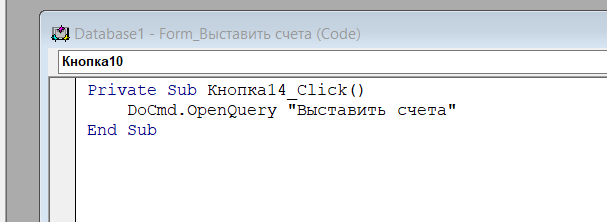 Database1 - Form_Выставить счета (Code)
Кнопка10
Private Sub Кнопка14_Click()
    DoCmd.OpenQuery "Выставить счета"
End Sub